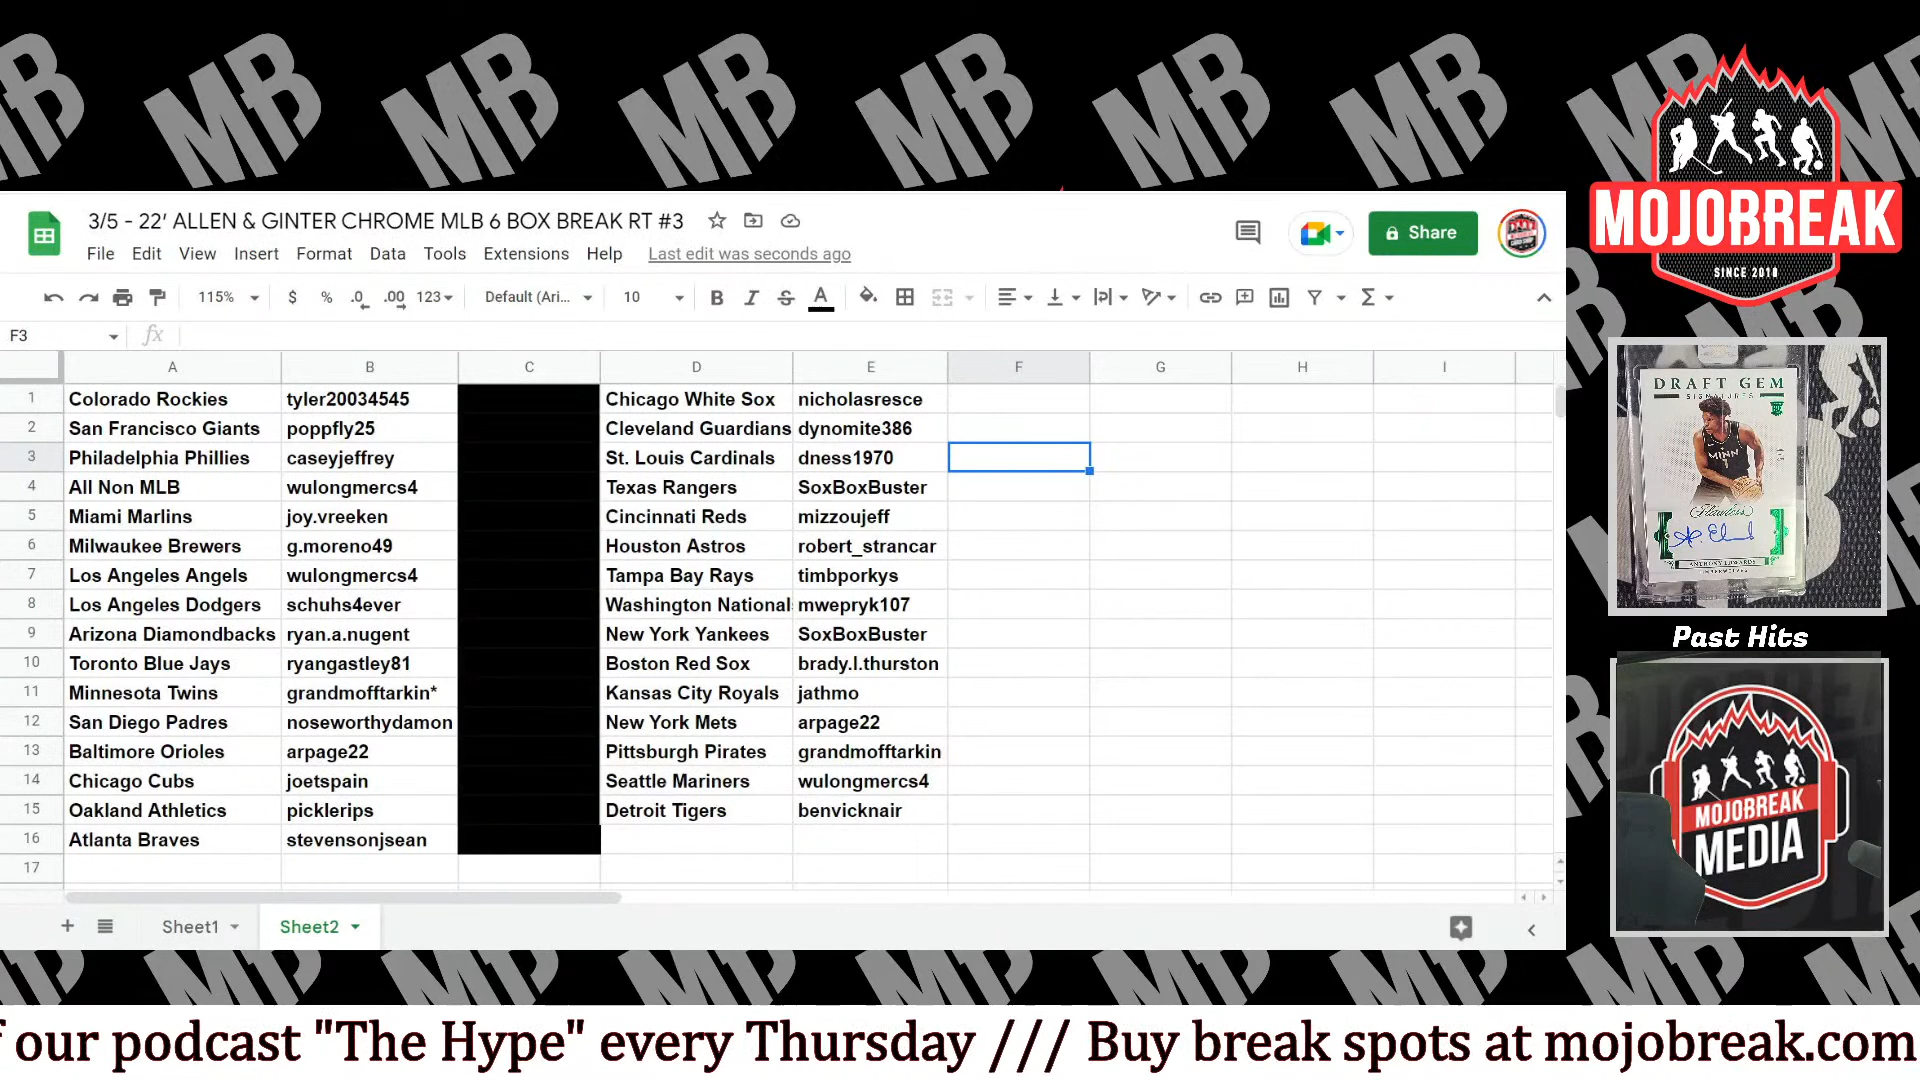 MOJOBREAK
SINCE 2010
3/5 - 22' ALLEN & GINTER CHROME MLB 6 BOX BREAK RT #3
Share
File Edit View Insert Format Data Tools Extensions Help Last edit was seconds ago
115% $ % .0 .00 123 Default (Ari... 10 B I S A Σ
F3 fx
A B C D E F G H I
1 Colorado Rockies tyler20034545 Chicago White Sox nicholasresce
2 San Francisco Giants poppfly25 Cleveland Guardians dynomite386
3 Philadelphia Phillies caseyjeffrey St. Louis Cardinals dness1970
4 All Non MLB wulongmercs4 Texas Rangers SoxBoxBuster
5 Miami Marlins joy.vreeken Cincinnati Reds mizzoujeff
6 Milwaukee Brewers g.moreno49 Houston Astros robert_strancar
7 Los Angeles Angels wulongmercs4 Tampa Bay Rays timbporkys
8 Los Angeles Dodgers schuhs4ever Washington National mwepryk107
9 Arizona Diamondbacks ryan.a.nugent New York Yankees SoxBoxBuster
10 Toronto Blue Jays ryangastley81 Boston Red Sox brady.l.thurston
11 Minnesota Twins grandmofftarkin* Kansas City Royals jathmo
12 San Diego Padres noseworthydamon New York Mets arpage22
13 Baltimore Orioles arpage22 Pittsburgh Pirates grandmofftarkin
14 Chicago Cubs joetspain Seattle Mariners wulongmercs4
15 Oakland Athletics picklerips Detroit Tigers benvicknair
16 Atlanta Braves stevensonjsean
17
Sheet1 Sheet2
DRAFT GEM
SIGNATURES
MINN
1
Flawless
ANTHONY EDWARDS
Past Hits
MOJOBREAK
MEDIA
our podcast "The Hype" every Thursday /// Buy break spots at mojobreak.com